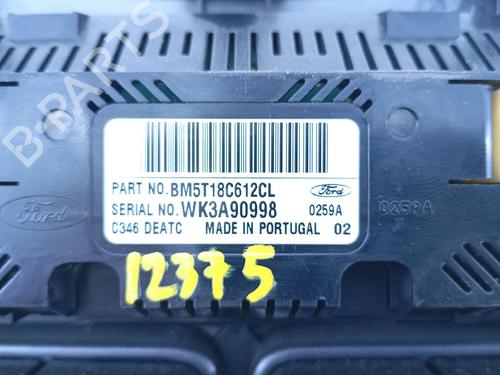 B-PARTS
PART NO. BM5T18C612CL
Ford
SERIAL NO. WK3A90998 0259A
C346 DEATC MADE IN PORTUGAL 02
Ford
0259A
12375